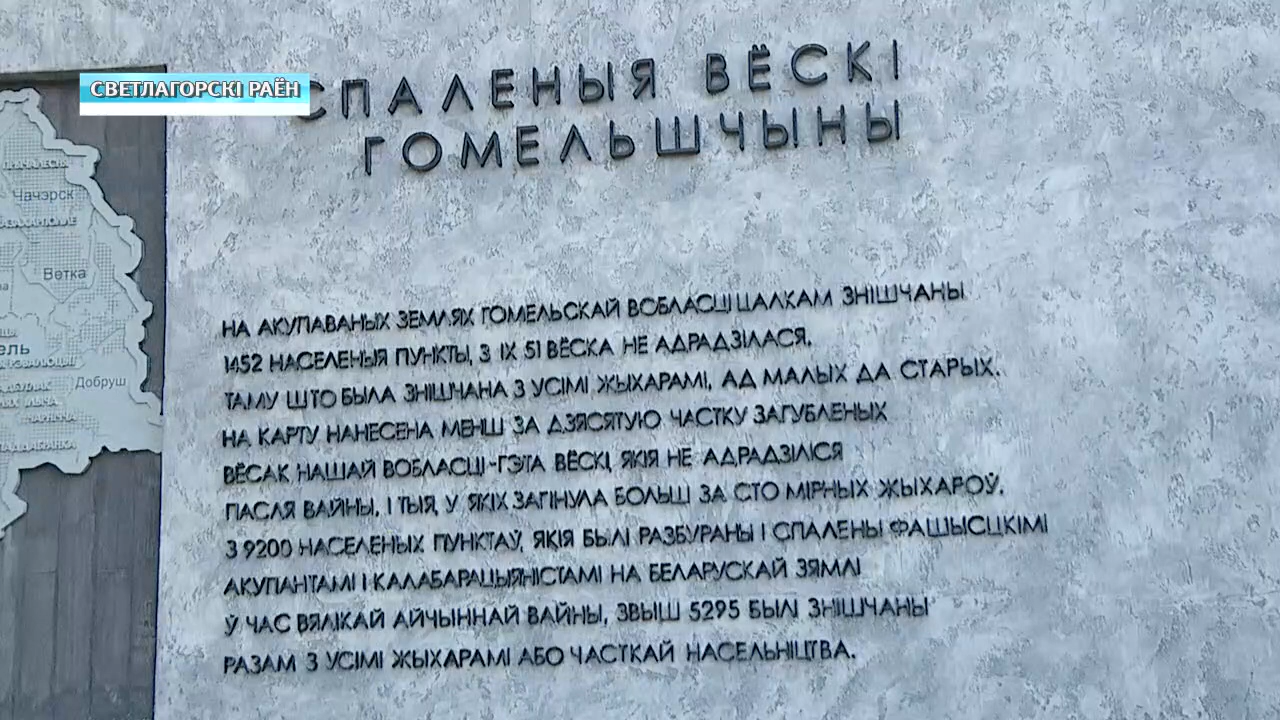 СВЕТЛАГОРСКІ РАЁН
СПАЛЕНЫЯ ВЁСКІ
ГОМЕЛЬШЧЫНЫ
Чачэрск
Ветка
Добруш
НА АКУПАВАНЫХ ЗЕМЛЯХ ГОМЕЛЬСКАЙ ВОБЛАСЦІ ЦАЛКАМ ЗНІШЧАНЫ
1452 НАСЕЛЕНЫЯ ПУНКТЫ, З ІХ 51 ВЁСКА НЕ АДРАДЗІЛАСЯ,
ТАМУ ШТО БЫЛА ЗНІШЧАНА З УСІМІ ЖЫХАРАМІ, АД МАЛЫХ ДА СТАРЫХ.
НА КАРТУ НАНЕСЕНА МЕНШ ЗА ДЗЯСЯТУЮ ЧАСТКУ ЗАГУБЛЕНЫХ
ВЁСАК НАШАЙ ВОБЛАСЦІ-ГЭТА ВЁСКІ, ЯКІЯ НЕ АДРАДЗІЛІСЯ
ПАСЛЯ ВАЙНЫ, І ТЫЯ, У ЯКІХ ЗАГІНУЛА БОЛЬШ ЗА СТО МІРНЫХ ЖЫХАРОЎ.
З 9200 НАСЕЛЕНЫХ ПУНКТАЎ, ЯКІЯ БЫЛІ РАЗБУРАНЫ І СПАЛЕНЫ ФАШЫСЦКІМІ
АКУПАНТАМІ І КАЛАБАРАЦЫЯНІСТАМІ НА БЕЛАРУСКАЙ ЗЯМЛІ
Ў ЧАС ВЯЛІКАЙ АЙЧЫННАЙ ВАЙНЫ, ЗВЫШ 5295 БЫЛІ ЗНІШЧАНЫ
РАЗАМ З УСІМІ ЖЫХАРАМІ АБО ЧАСТКАЙ НАСЕЛЬНІЦТВА.